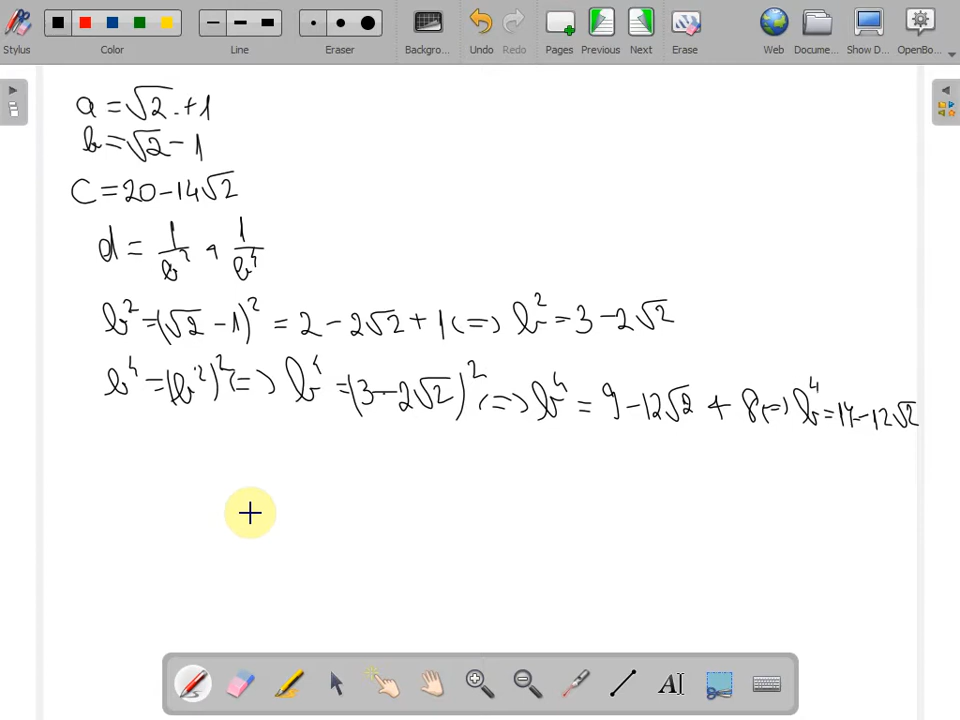 Stylus Color Line Eraser Backgro... Undo Redo Pages Previous Next Erase Web Docume... Show D... OpenBo...
a = √2 + 1
b = √2 - 1
C = 20 - 14√2
d = 1/b² + 1/b⁴
b² = (√2 - 1)² = 2 - 2√2 + 1 <=> b² = 3 - 2√2
b⁴ = (b²)² <=> b⁴ = (3 - 2√2)² <=> b⁴ = 9 - 12√2 + 8 <=> b⁴ = 17 - 12√2